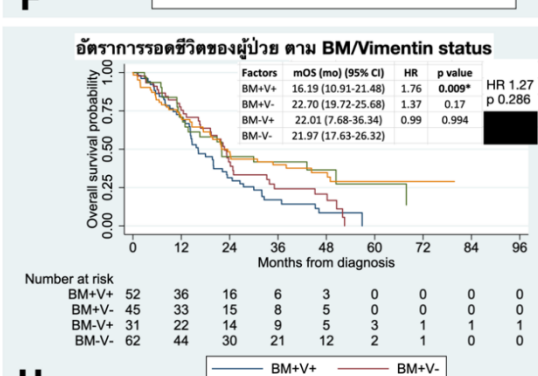 อัตราการรอดชีวิตของผู้ป่วย ตาม BM/Vimentin status
Factors mOS (mo) (95% CI) HR p value
BM+V+ 16.19 (10.91-21.48) 1.76 0.009*
BM+V- 22.70 (19.72-25.68) 1.37 0.17
BM-V+ 22.01 (7.68-36.34) 0.99 0.994
BM-V- 21.97 (17.63-26.32)
HR 1.27
p 0.286
Overall survival probability
1.00
0.75
0.50
0.25
0.00
0 12 24 36 48 60 72 84 96
Months from diagnosis
Number at risk
BM+V+ 52 36 16 6 3 0 0 0 0
BM+V- 45 33 15 8 5 0 0 0 0
BM-V+ 31 22 14 9 5 3 1 1 1
BM-V- 62 44 30 21 12 2 1 0 0
BM+V+ BM+V-